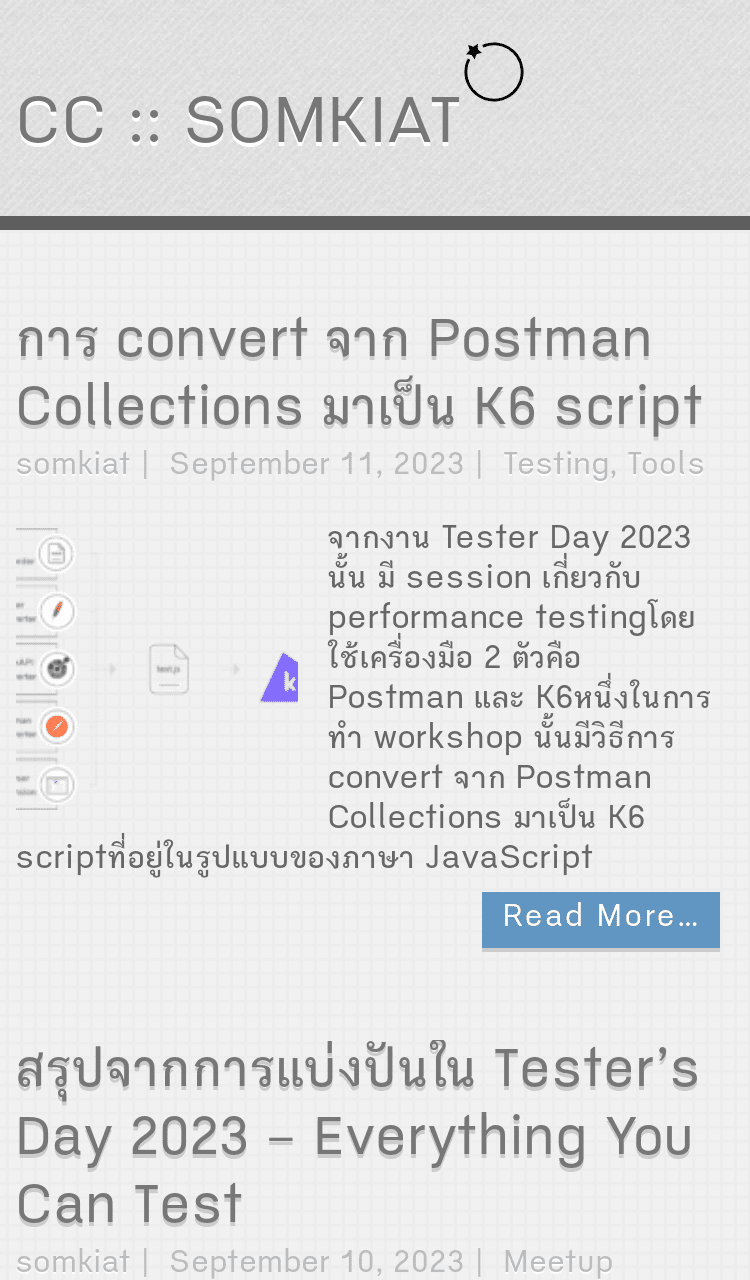 CC :: SOMKIAT
การ convert จาก Postman
Collections มาเป็น K6 script
somkiat | September 11, 2023 | Testing, Tools
จากงาน Tester Day 2023
นั้น มี session เกี่ยวกับ
performance testingโดย
ใช้เครื่องมือ 2 ตัวคือ
Postman และ K6หนึ่งในการ
ทำ workshop นั้นมีวิธีการ
convert จาก Postman
Collections มาเป็น K6
scriptที่อยู่ในรูปแบบของภาษา JavaScript
test.js
k
Read More…
สรุปจากการแบ่งปันใน Tester’s
Day 2023 – Everything You
Can Test
somkiat | September 10, 2023 | Meetup